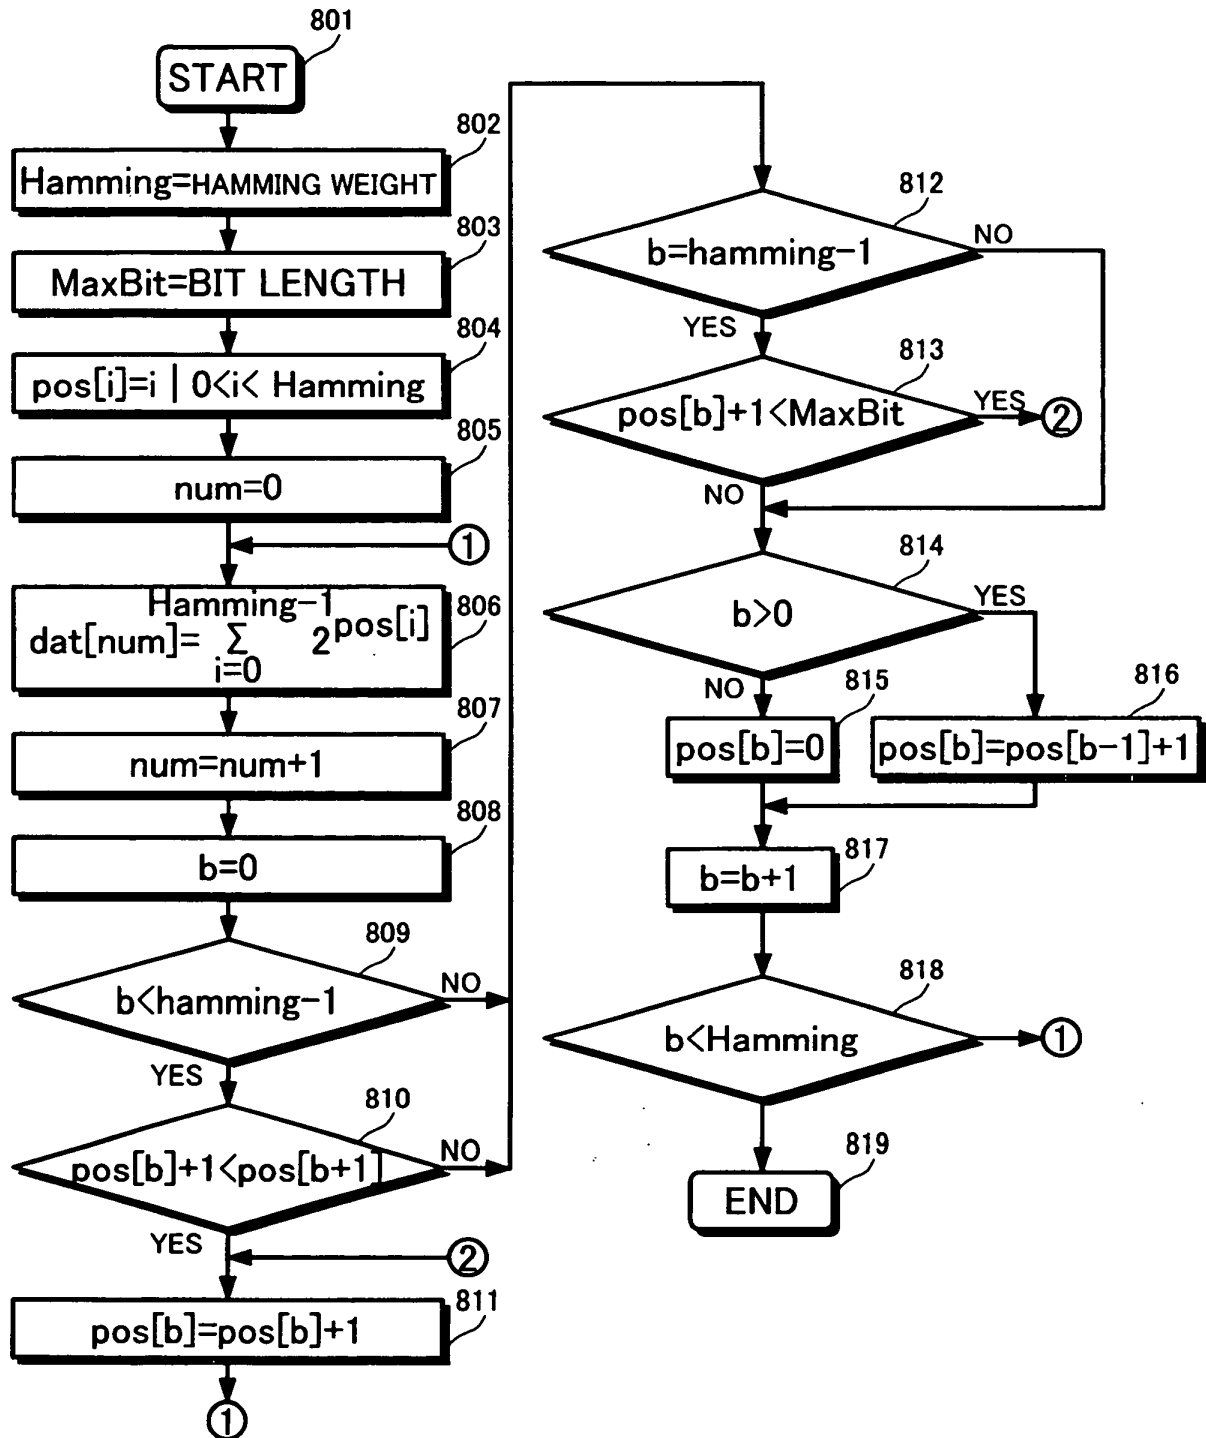 801
START
802
Hamming=HAMMING WEIGHT
803
MaxBit=BIT LENGTH
804
pos[i]=i | 0<i< Hamming
805
num=0
①
806
Hamming-1
dat[num]= Σ 2pos[i]
i=0
807
num=num+1
808
b=0
809
b<hamming-1
NO
YES
810
pos[b]+1<pos[b+1]
NO
YES
②
811
pos[b]=pos[b]+1
①
812
b=hamming-1
NO
YES
813
pos[b]+1<MaxBit
YES
②
NO
814
b>0
YES
NO
815
pos[b]=0
816
pos[b]=pos[b-1]+1
817
b=b+1
818
b<Hamming
①
819
END